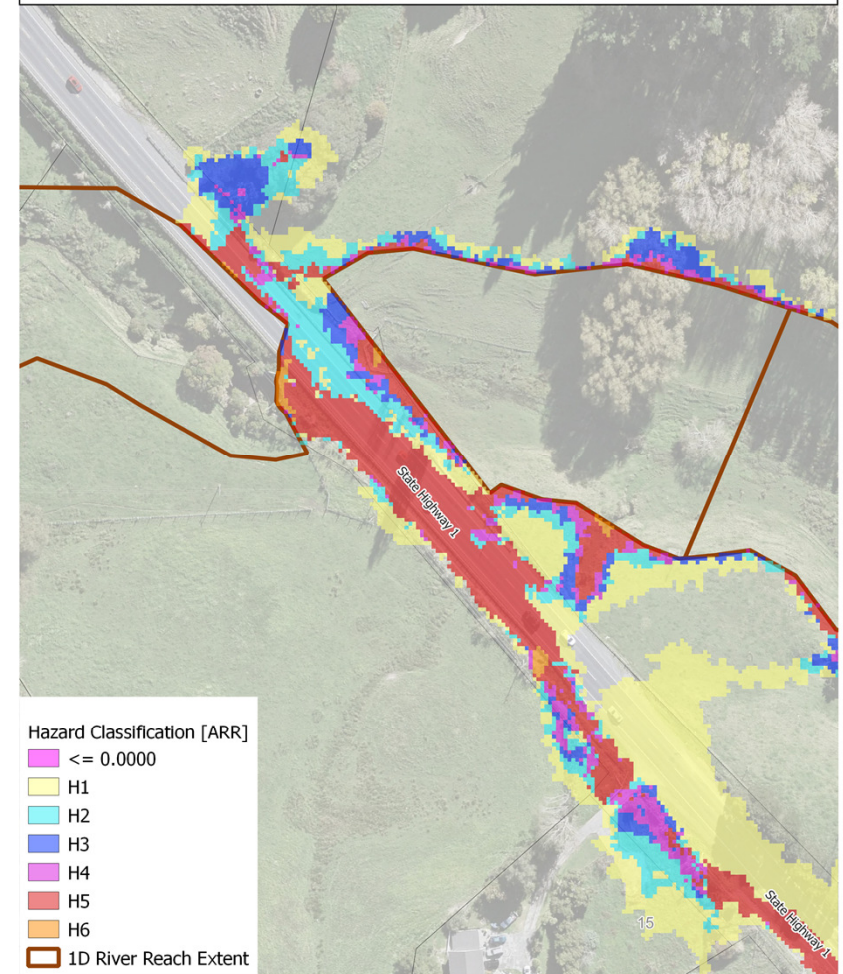 State Highway 1
State Highway 1
15
Hazard Classification [ARR]
<= 0.0000
H1
H2
H3
H4
H5
H6
1D River Reach Extent